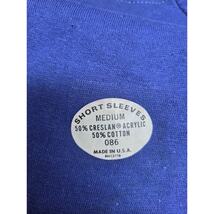 SHORT SLEEVES
MEDIUM
50% CRESLAN® ACRYLIC
50% COTTON
086
MADE IN U.S.A.